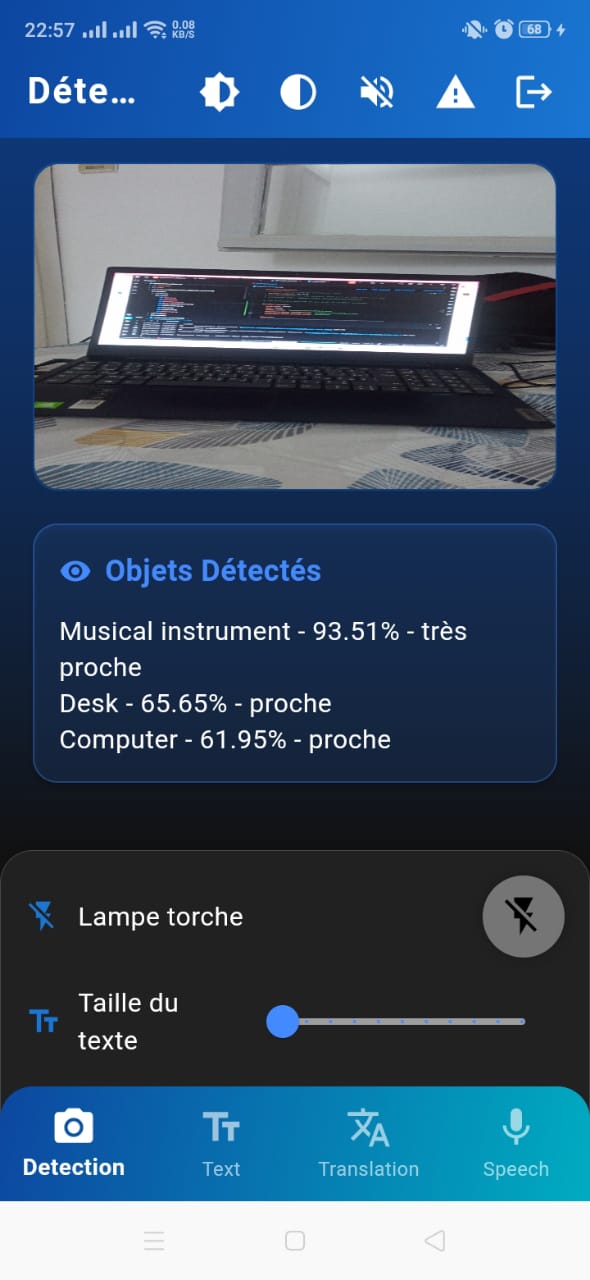 22:57
0.08
KB/S
68
Déte...
Objets Détectés
Musical instrument - 93.51% - très
proche
Desk - 65.65% - proche
Computer - 61.95% - proche
Lampe torche
Taille du
texte
Detection
Text
Translation
Speech